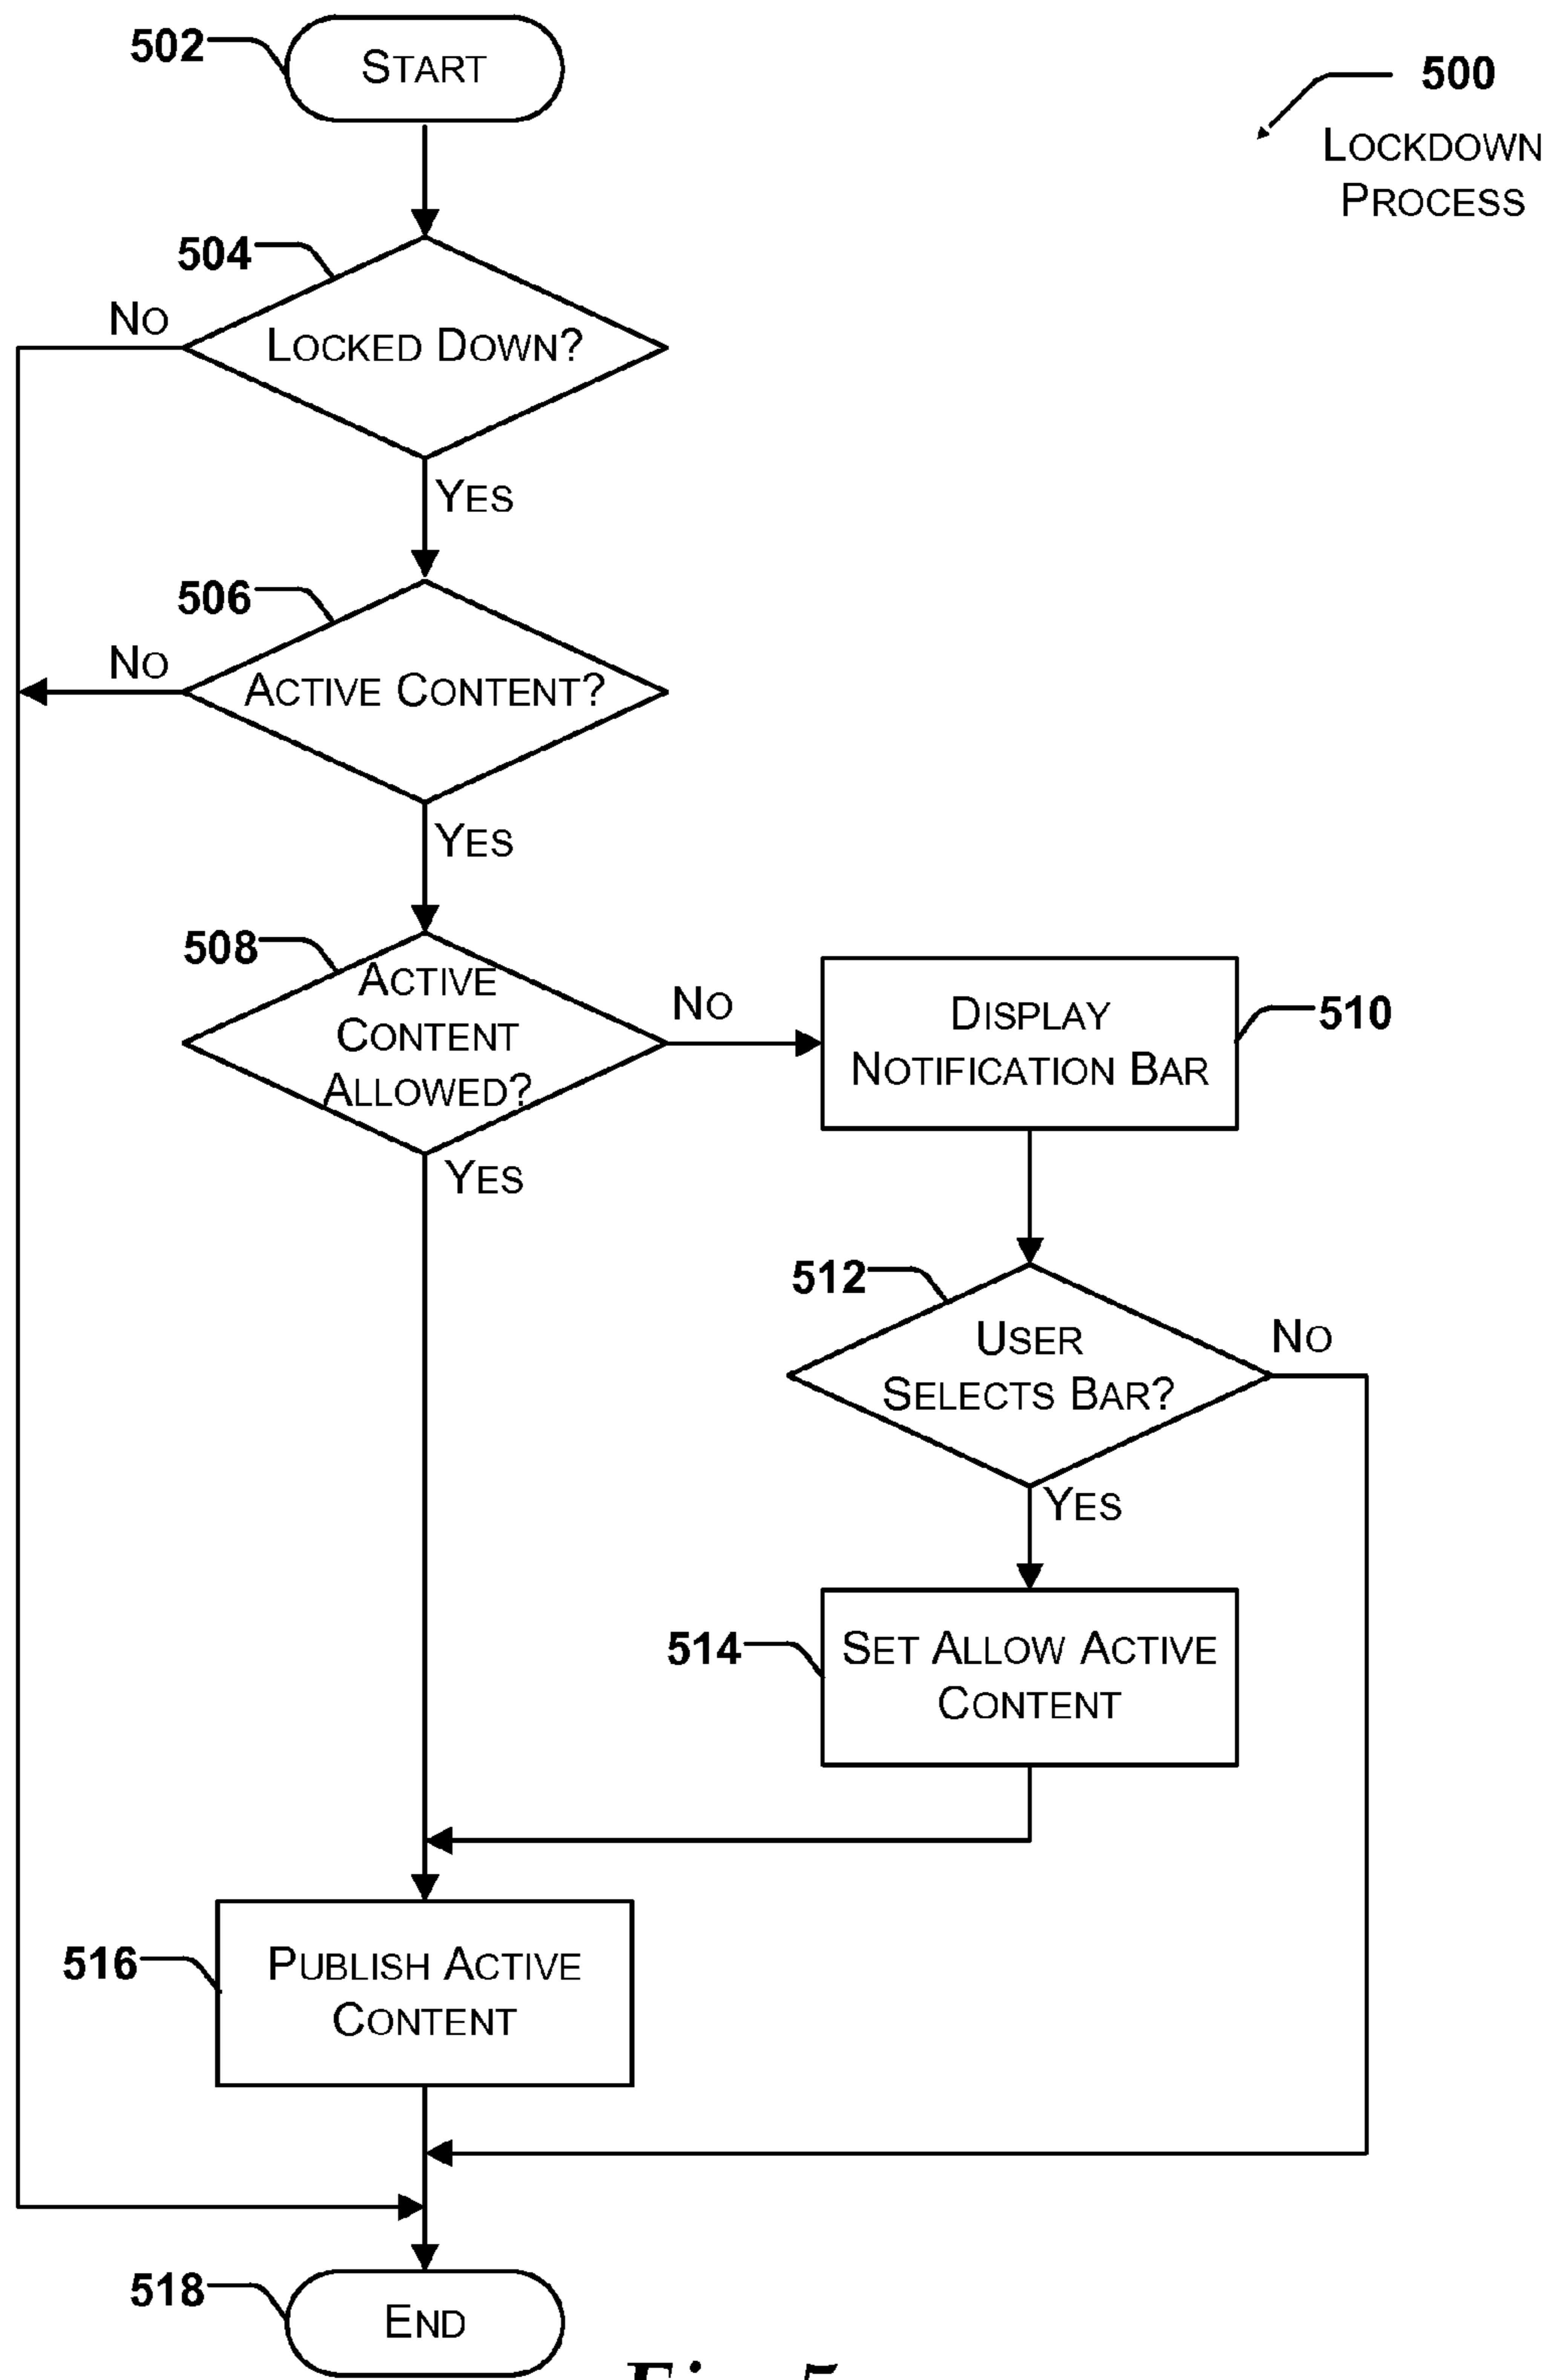 502
START
500
LOCKDOWN
PROCESS
504
NO
LOCKED DOWN?
YES
506
NO
ACTIVE CONTENT?
YES
508
ACTIVE
CONTENT
ALLOWED?
NO
DISPLAY
NOTIFICATION BAR
510
YES
512
USER
SELECTS BAR?
NO
YES
514
SET ALLOW ACTIVE
CONTENT
516
PUBLISH ACTIVE
CONTENT
518
END